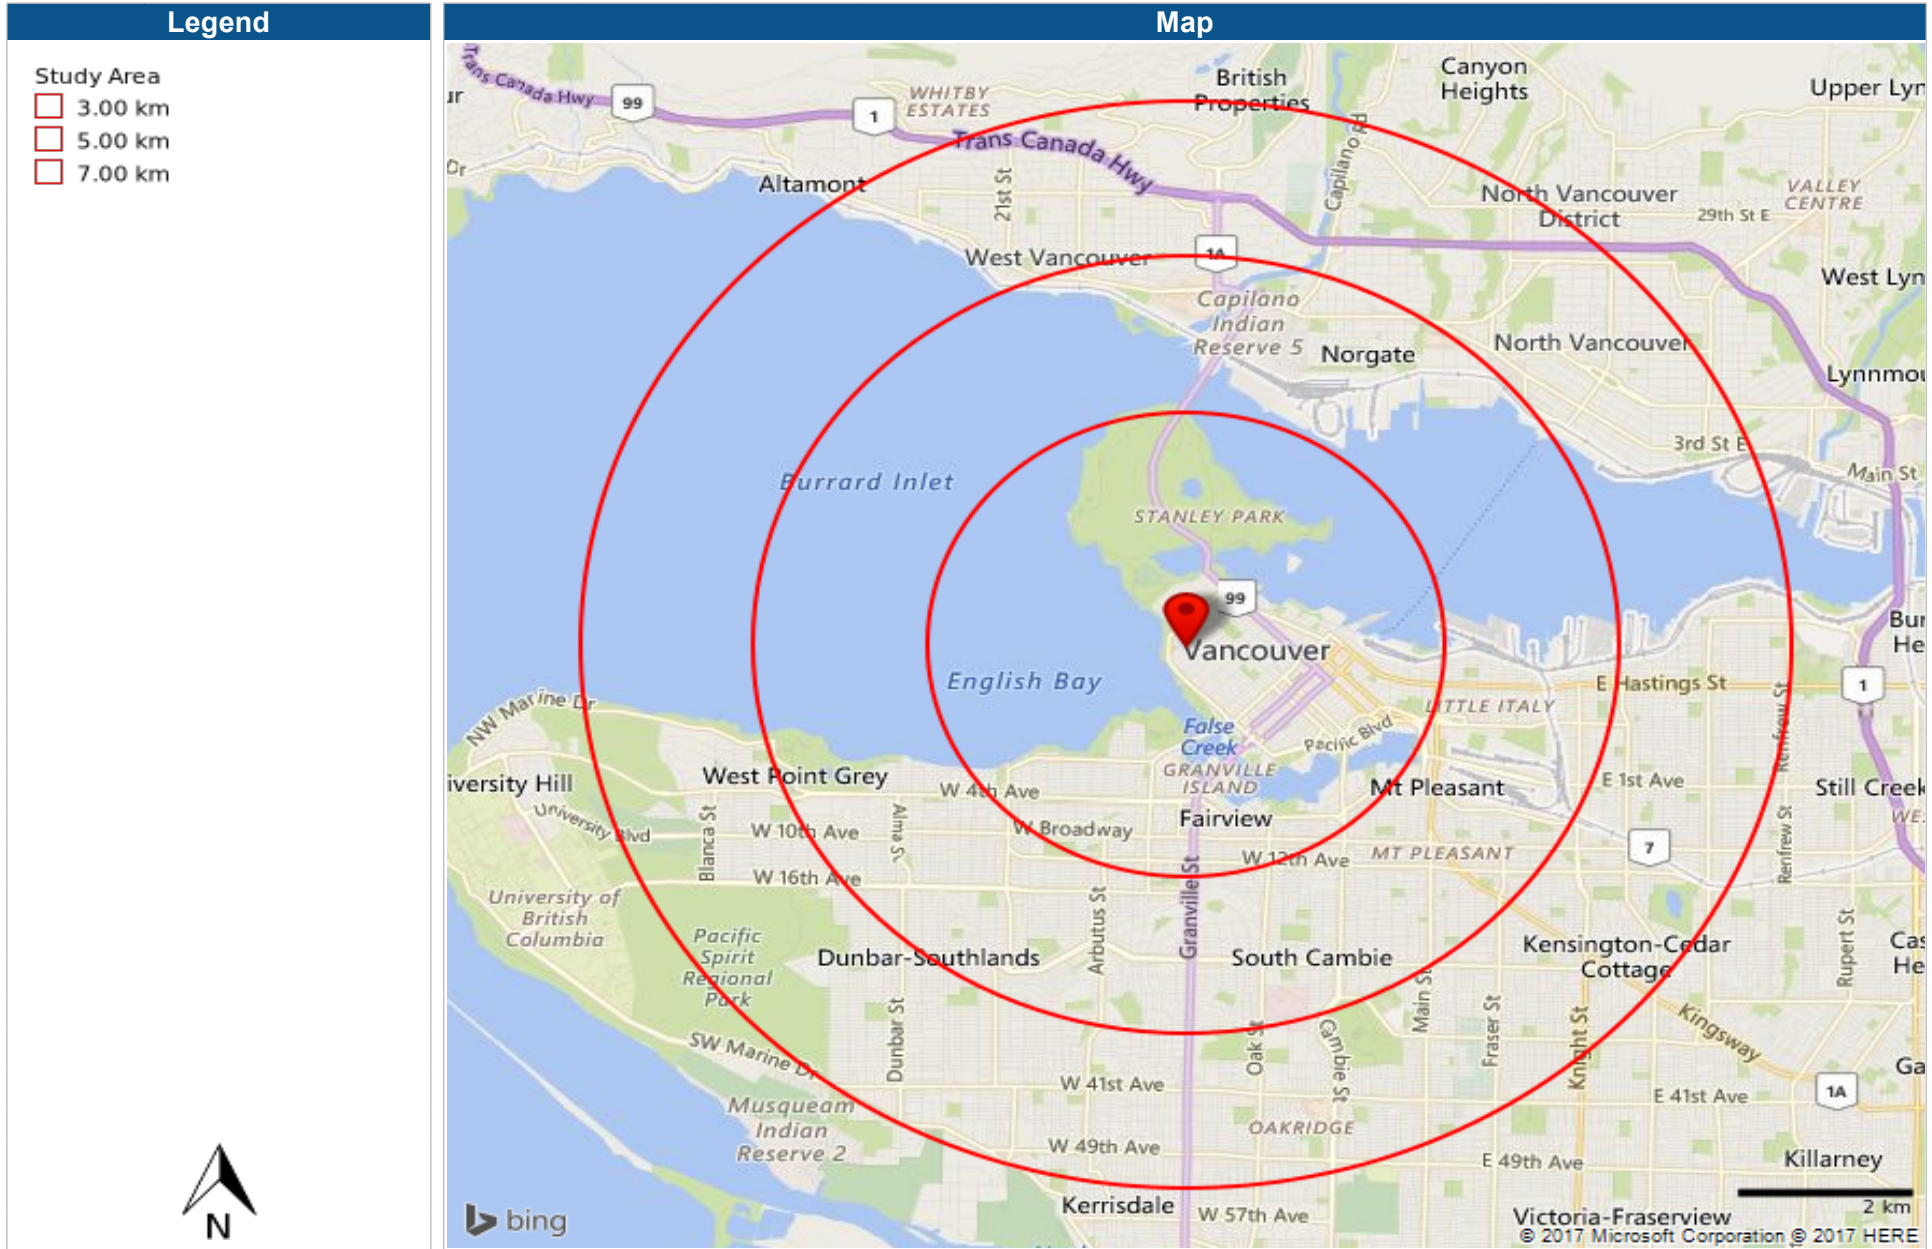 Legend
Map
Study Area
3.00 km
5.00 km
7.00 km
N
Trans Canada Hwy
99
1
WHITBY
ESTATES
British
Properties
Canyon
Heights
Upper Lyn
ur
Dr
Trans Canada Hwy
Capilano Rd
Altamont
21st St
North Vancouver
District
29th St E
VALLEY
CENTRE
West Vancouver
1A
West Lyn
Capilano
Indian
Reserve 5
Norgate
North Vancouver
Lynnmou
3rd St E
Main St
Burrard Inlet
STANLEY PARK
99
Vancouver
Bur
He
English Bay
E Hastings St
1
LITTLE ITALY
NW Marine Dr
False
Creek
Pacific Blvd
Renfrew St
iversity Hill
West Point Grey
W 4th Ave
GRANVILLE
ISLAND
Mt Pleasant
E 1st Ave
Still Creek
WE
University Blvd
Blanca St
W 10th Ave
Alma S
W Broadway
Fairview
7
Renfrew St
W 12th Ave
MT PLEASANT
W 16th Ave
University of
British
Columbia
Arbutus St
Granville St
Rupert St
Pacific
Spirit
Regional
Park
Dunbar-Southlands
South Cambie
Kensington-Cedar
Cottage
Cas
He
Dunbar St
Oak St
Cambie St
Main St
Fraser St
Knight St
Kingsway
SW Marine Dr
Ga
W 41st Ave
E 41st Ave
1A
Musqueam
Indian
Reserve 2
OAKRIDGE
W 49th Ave
E 49th Ave
Killarney
Kerrisdale
W 57th Ave
Victoria-Fraserview
2 km
bing
© 2017 Microsoft Corporation © 2017 HERE